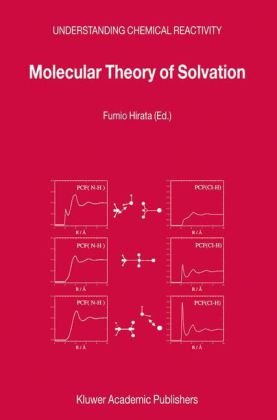 UNDERSTANDING CHEMICAL REACTIVITY
Molecular Theory of Solvation
Fumio Hirata (Ed.)
PCF( N-H )
PCF(Cl-H)
R / Å
R / Å
PCF( N-H )
PCF(Cl-H)
R / Å
R / Å
PCF( N-H )
PCF(Cl-H)
R / Å
R / Å
Kluwer Academic Publishers